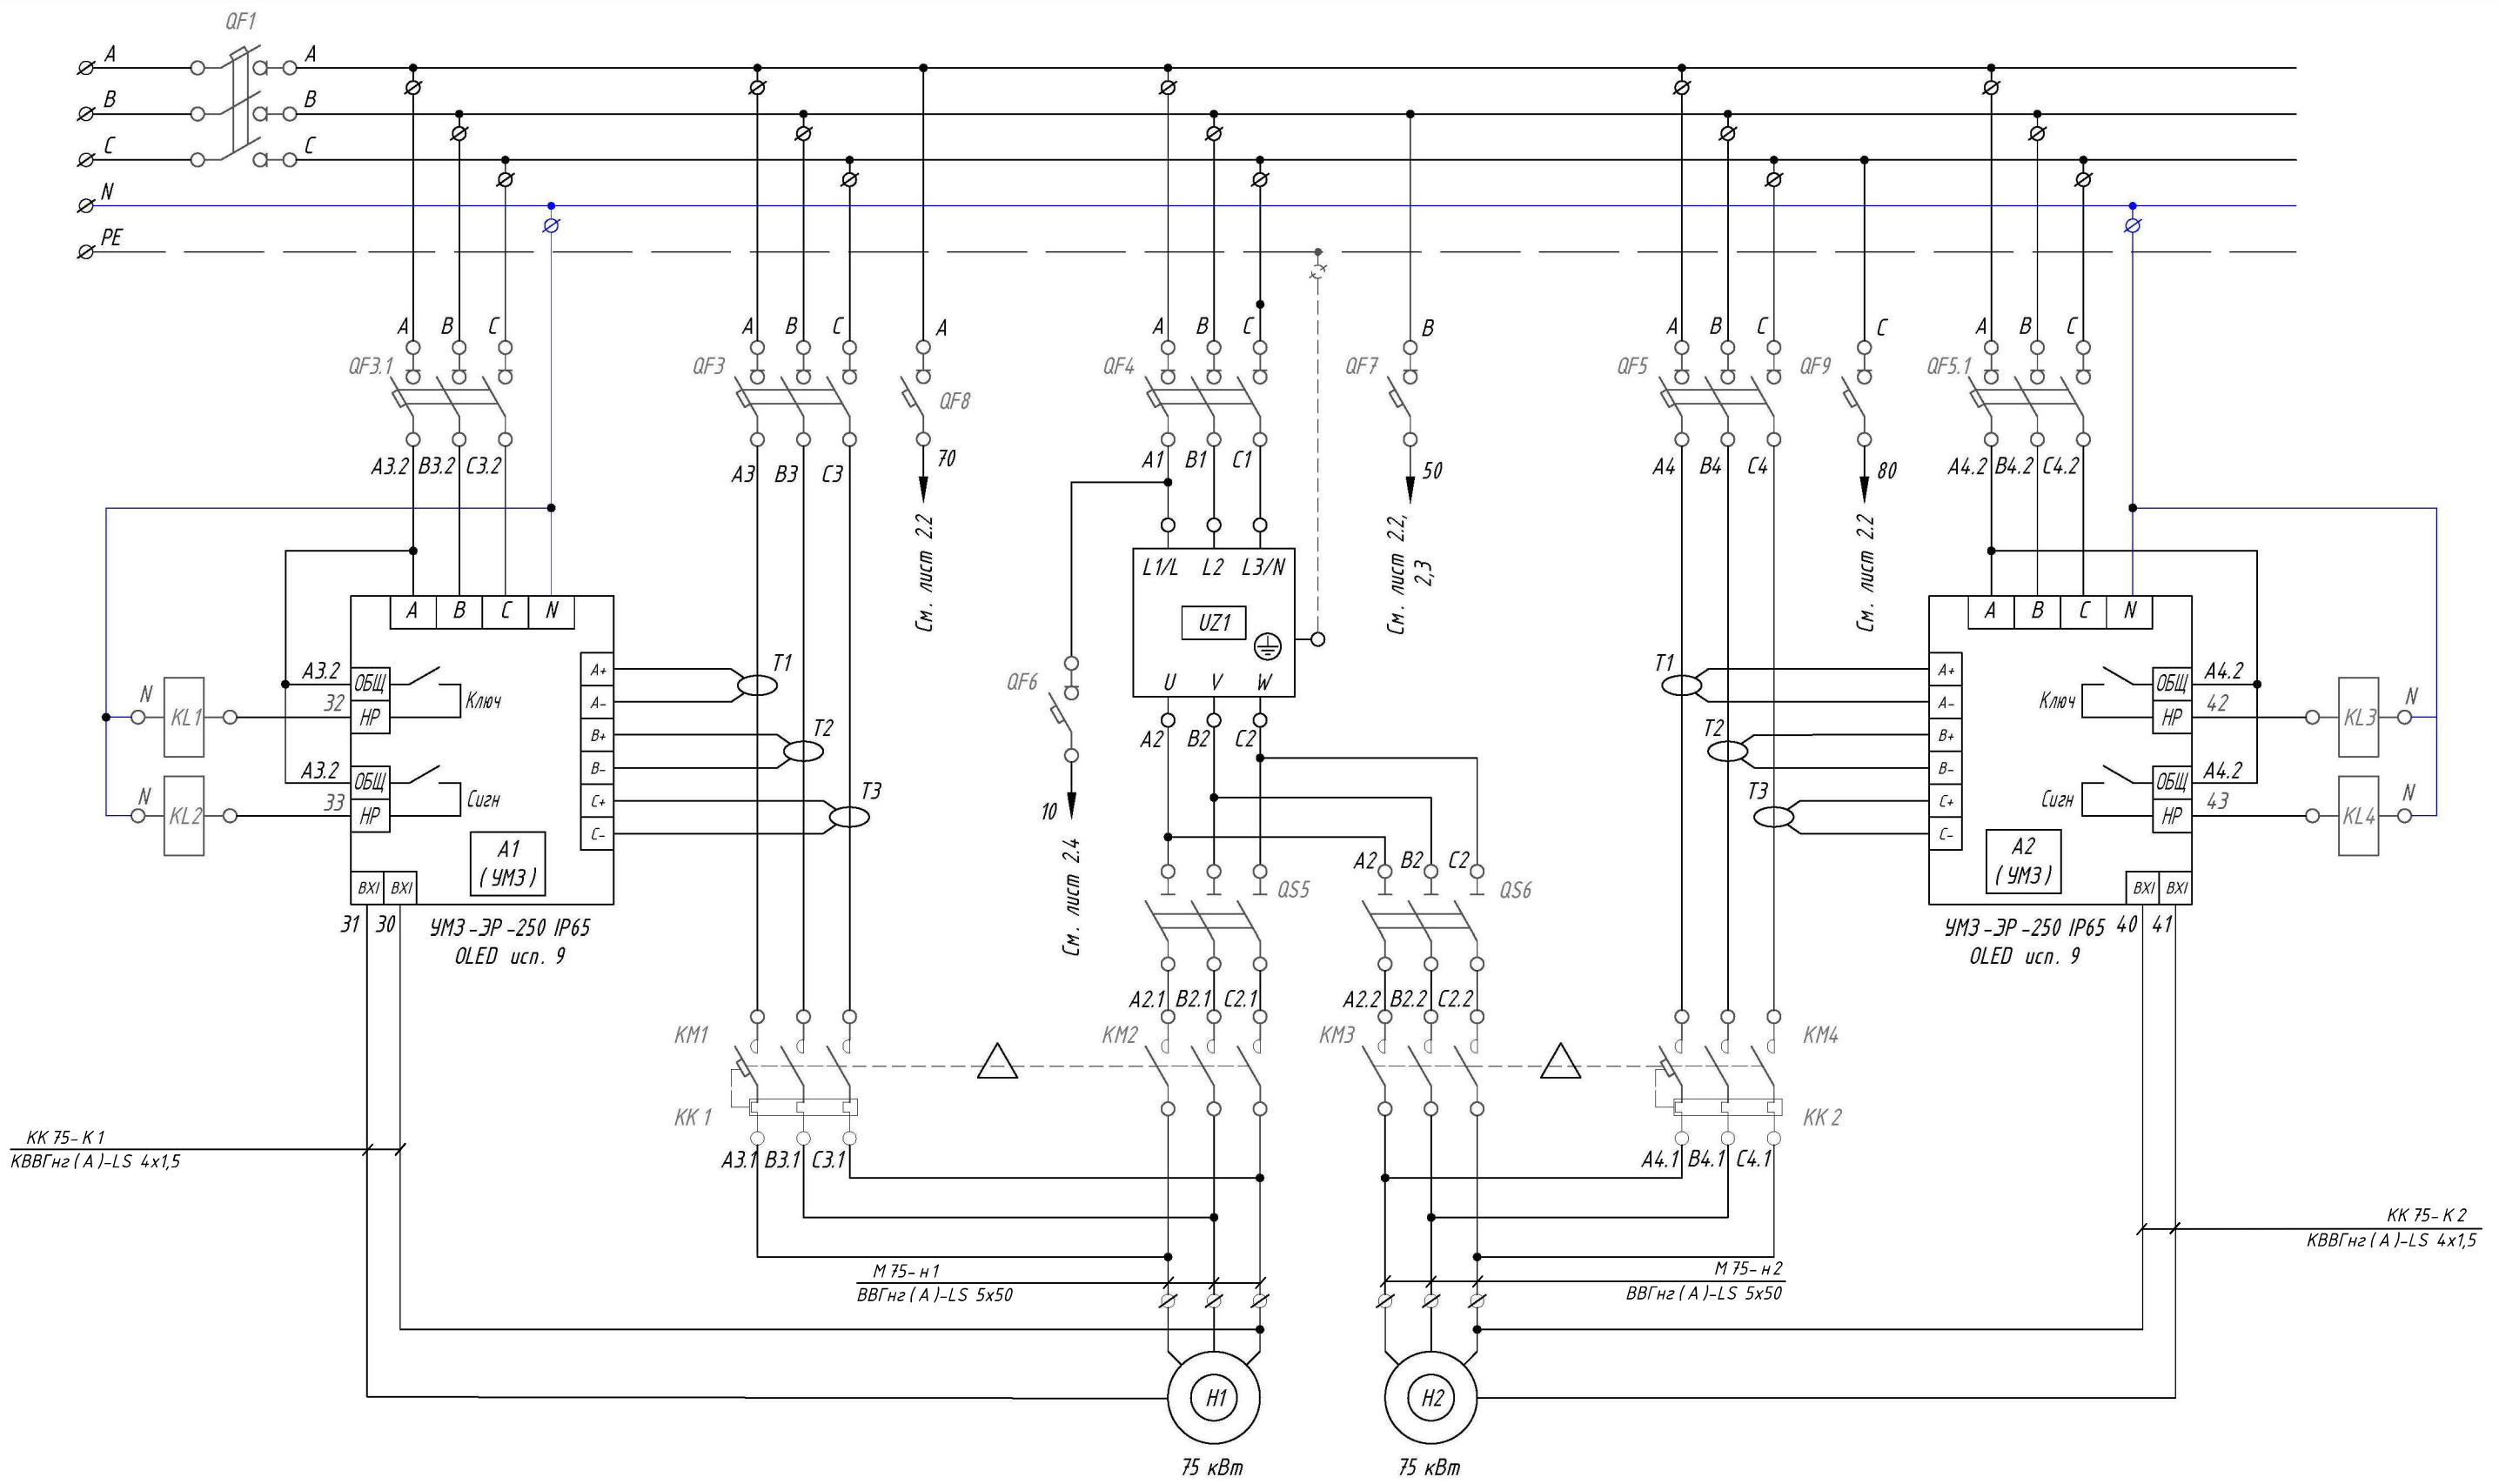 QF1
A
A
B
B
C
C
N
PE
A B C
A B C
A
A B C
B
A B C
C
A B C
QF3.1
QF3
QF8
QF4
QF7
QF5
QF9
QF5.1
A3.2 B3.2 C3.2
A3 B3 C3
70
A1 B1 C1
50
A4 B4 C4
80
A4.2 B4.2 C4.2
См. лист 2.2
См. лист 2.2,
2,3
См. лист 2.2
L1/L L2 L3/N
UZ1
U V W
A B C N
A3.2
ОБЩ
32
НР
Ключ
A3.2
ОБЩ
33
НР
Сигн
N
KL1
N
KL2
A+
A-
B+
B-
C+
C-
T1
T2
T3
A1
(УМЗ)
ВХI ВХI
31 30
УМЗ-ЭР-250 IP65
OLED исп. 9
QF6
10
См. лист 2.4
A2 B2 C2
A2 B2 C2
QS5
QS6
T1
T2
T3
A B C N
A+
A-
B+
B-
C+
C-
Ключ
ОБЩ
A4.2
НР
42
Сигн
ОБЩ
A4.2
НР
43
KL3
N
KL4
N
A2
(УМЗ)
ВХI ВХI
УМЗ-ЭР-250 IP65
OLED исп. 9
40 41
A2.1 B2.1 C2.1
A2.2 B2.2 C2.2
KM1
KM2
KM3
KM4
KK 1
KK 2
A3.1 B3.1 C3.1
A4.1 B4.1 C4.1
КК 75-К 1
КВВГнг(А)-LS 4х1,5
КК 75-К 2
КВВГнг(А)-LS 4х1,5
М 75-н1
ВВГнг(А)-LS 5х50
М 75-н2
ВВГнг(А)-LS 5х50
Н1
Н2
75 кВт
75 кВт